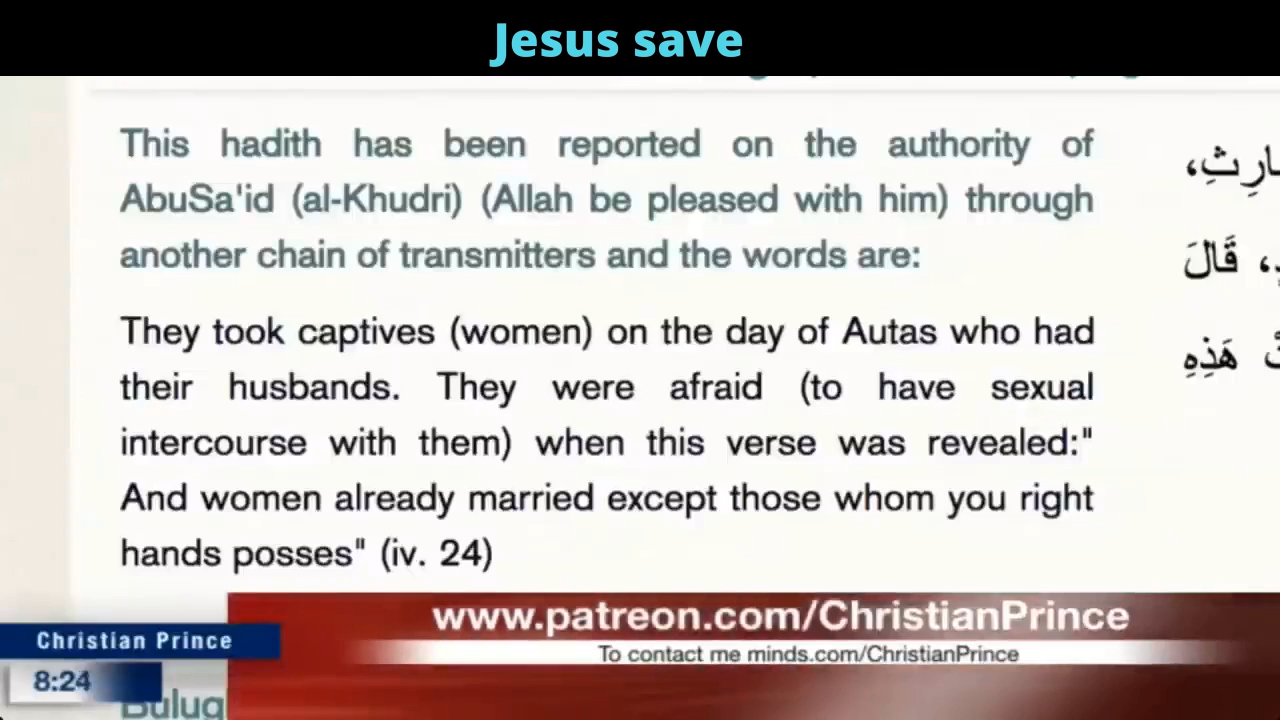 Jesus save
This hadith has been reported on the authority of
AbuSa'id (al-Khudri) (Allah be pleased with him) through
another chain of transmitters and the words are:
They took captives (women) on the day of Autas who had
their husbands. They were afraid (to have sexual
intercourse with them) when this verse was revealed:"
And women already married except those whom you right
hands posses" (iv. 24)
قَالَ
هَذِهِ
www.patreon.com/ChristianPrince
To contact me minds.com/ChristianPrince
Christian Prince
8:24